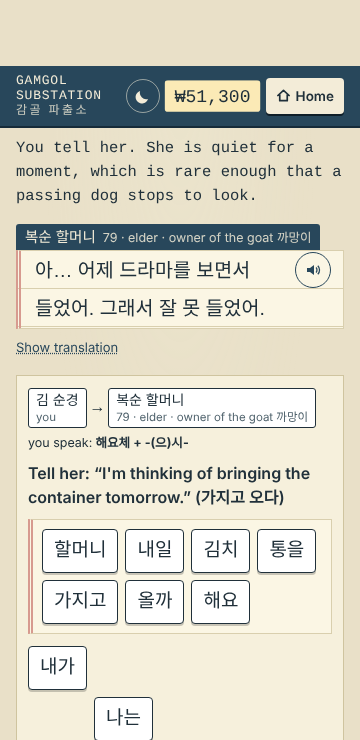 GAMGOL
SUBSTATION
감골 파출소
₩51,300
Home
You tell her. She is quiet for a
moment, which is rare enough that a
passing dog stops to look.
복순 할머니 79 · elder · owner of the goat 까망이
아… 어제 드라마를 보면서
들었어. 그래서 잘 못 들었어.
Show translation
김 순경
you
→
복순 할머니
79 · elder · owner of the goat 까망이
you speak: 해요체 + -(으)시-
Tell her: “I'm thinking of bringing the
container tomorrow.” (가지고 오다)
할머니 내일 김치 통을
가지고 올까 해요
내가
나는